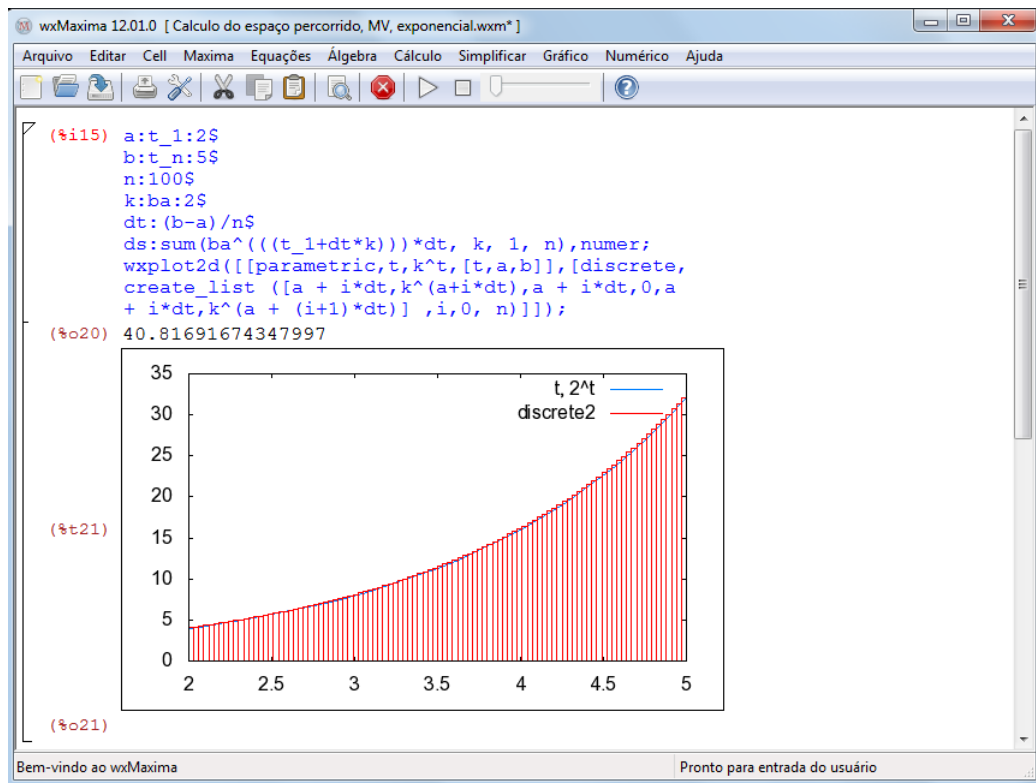 wxMaxima 12.01.0 [ Calculo do espaço percorrido, MV, exponencial.wxm* ]
Arquivo Editar Cell Maxima Equações Álgebra Cálculo Simplificar Gráfico Numérico Ajuda
(%i15) a:t_1:2$
b:t_n:5$
n:100$
k:ba:2$
dt:(b-a)/n$
ds:sum(ba^(((t_1+dt*k)))*dt, k, 1, n),numer;
wxplot2d([[parametric,t,k^t,[t,a,b]],[discrete,
create_list ([a + i*dt,k^(a+i*dt),a + i*dt,0,a
+ i*dt,k^(a + (i+1)*dt)] ,i,0, n)]]);
(%o20) 40.81691674347997
35
t, 2^t
30
discrete2
25
20
(%t21)
15
10
5
0
2 2.5 3 3.5 4 4.5 5
(%o21)
Bem-vindo ao wxMaxima
Pronto para entrada do usuário